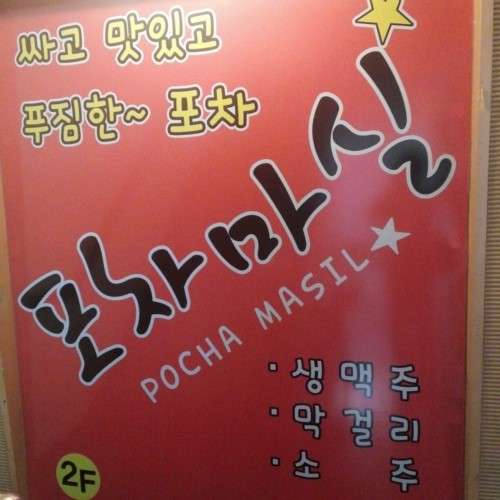 싸고 맛있고
푸짐한~ 포차
포차마실
POCHA MASIL
· 생맥주
· 막걸리
· 소주
2F